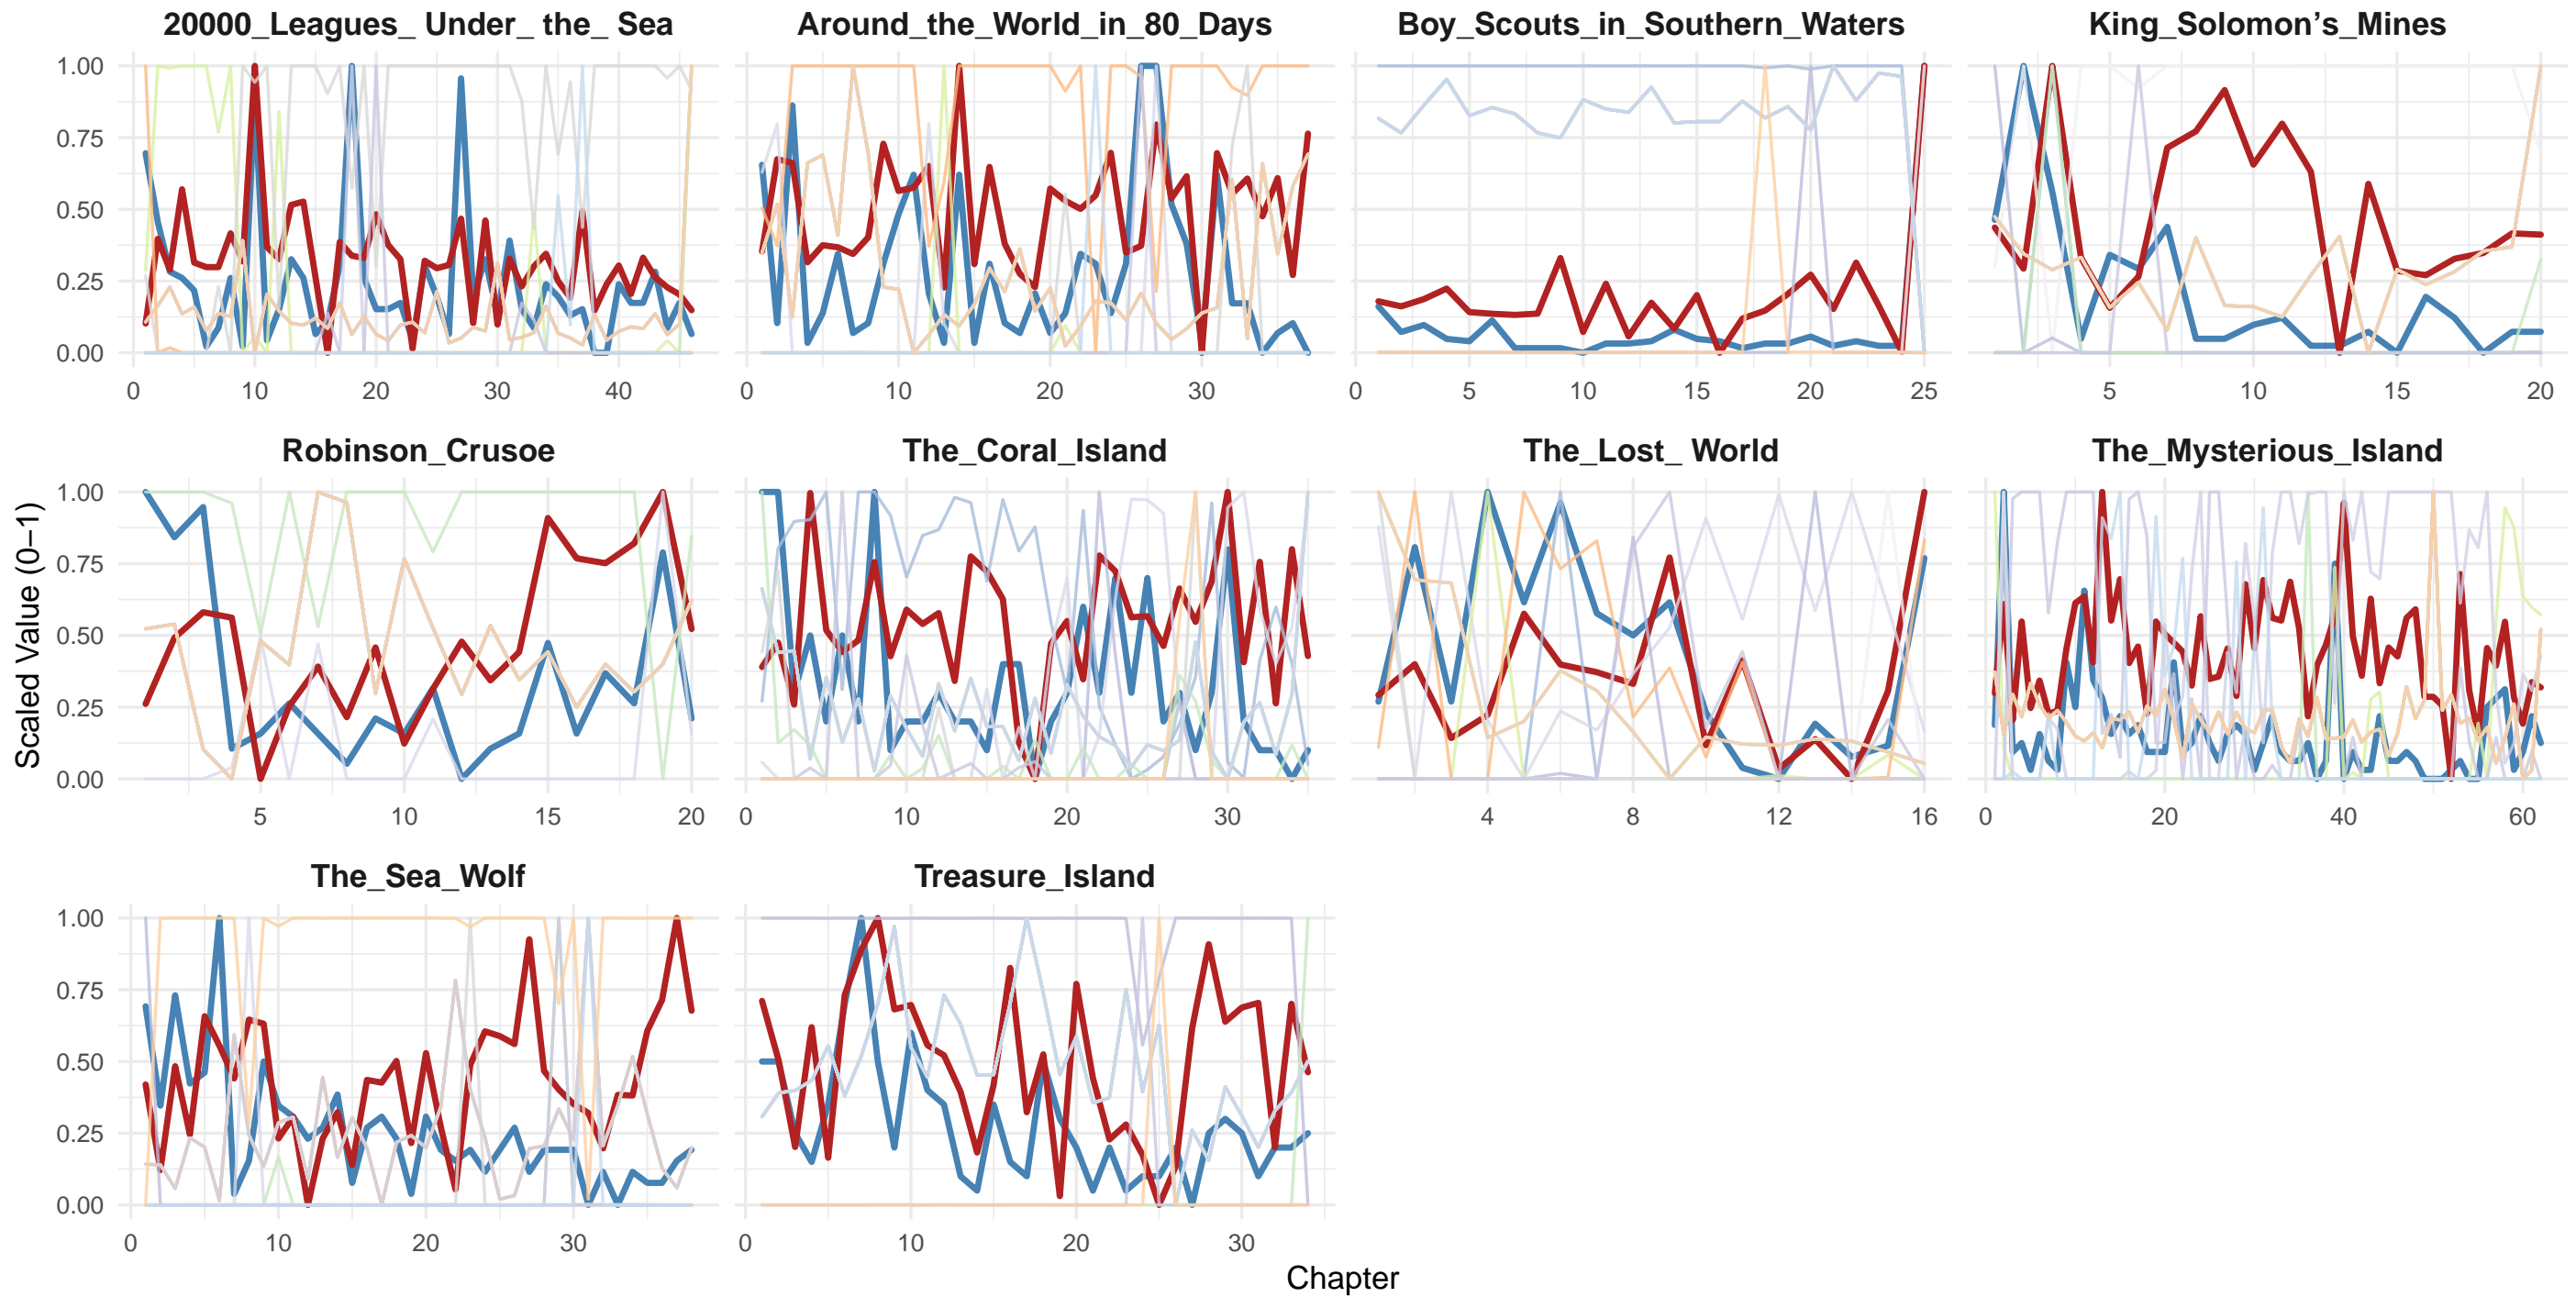 20000_Leagues_ Under_ the_ Sea
Around_the_World_in_80_Days
Boy_Scouts_in_Southern_Waters
King_Solomon’s_Mines
1.00
0.75
0.50
0.25
0.00
0 10 20 30 40
0 10 20 30
0 5 10 15 20 25
5 10 15 20
Robinson_Crusoe
The_Coral_Island
The_Lost_ World
The_Mysterious_Island
Scaled Value (0−1)
1.00
0.75
0.50
0.25
0.00
5 10 15 20
0 10 20 30
4 8 12 16
0 20 40 60
The_Sea_Wolf
Treasure_Island
1.00
0.75
0.50
0.25
0.00
0 10 20 30
0 10 20 30
Chapter